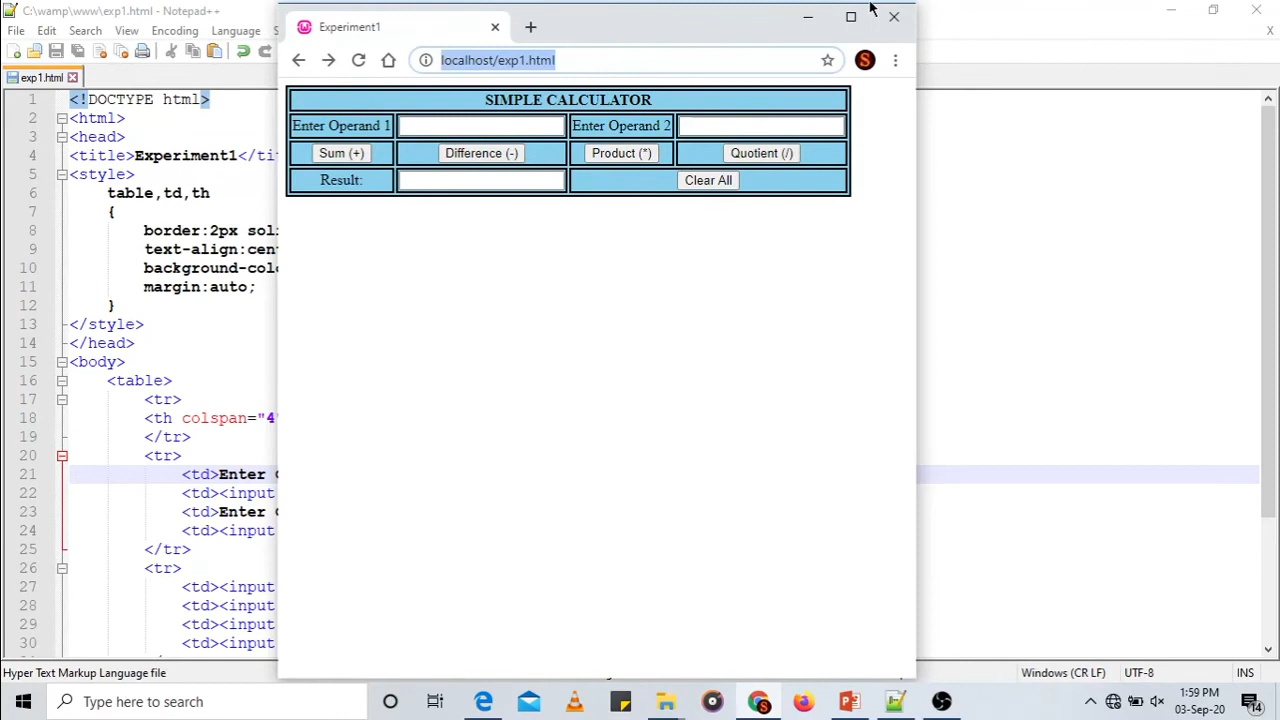 C:\wamp\www\exp1.html - Notepad++
File Edit Search View Encoding Language
exp1.html
Experiment1
localhost/exp1.html
S
SIMPLE CALCULATOR
Enter Operand 1 Enter Operand 2
Sum (+) Difference (-) Product (*) Quotient (/)
Result: Clear All
1 <!DOCTYPE html>
2 <html>
3 <head>
4 <title>Experiment1</ti
5 <style>
6 table,td,th
7 {
8 border:2px sol
9 text-align:cen
10 background-col
11 margin:auto;
12 }
13 </style>
14 </head>
15 <body>
16 <table>
17 <tr>
18 <th colspan="4
19 </tr>
20 <tr>
21 <td>Enter
22 <td><input
23 <td>Enter
24 <td><input
25 </tr>
26 <tr>
27 <td><input
28 <td><input
29 <td><input
30 <td><input
Hyper Text Markup Language file Windows (CR LF) UTF-8 INS
Type here to search
1:59 PM
03-Sep-20
14